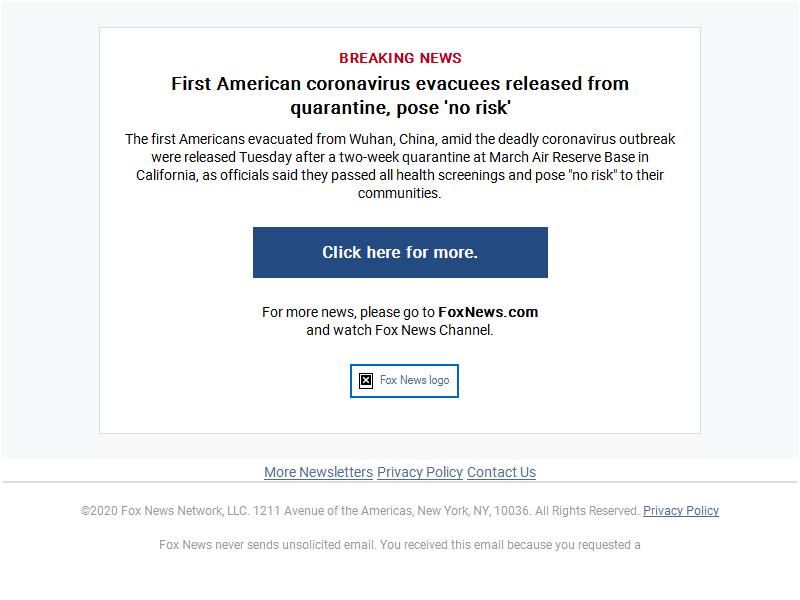 BREAKING NEWS
First American coronavirus evacuees released from
quarantine, pose 'no risk'
The first Americans evacuated from Wuhan, China, amid the deadly coronavirus outbreak
were released Tuesday after a two-week quarantine at March Air Reserve Base in
California, as officials said they passed all health screenings and pose "no risk" to their
communities.
Click here for more.
For more news, please go to FoxNews.com
and watch Fox News Channel.
Fox News logo
More Newsletters Privacy Policy Contact Us
©2020 Fox News Network, LLC. 1211 Avenue of the Americas, New York, NY, 10036. All Rights Reserved. Privacy Policy
Fox News never sends unsolicited email. You received this email because you requested a